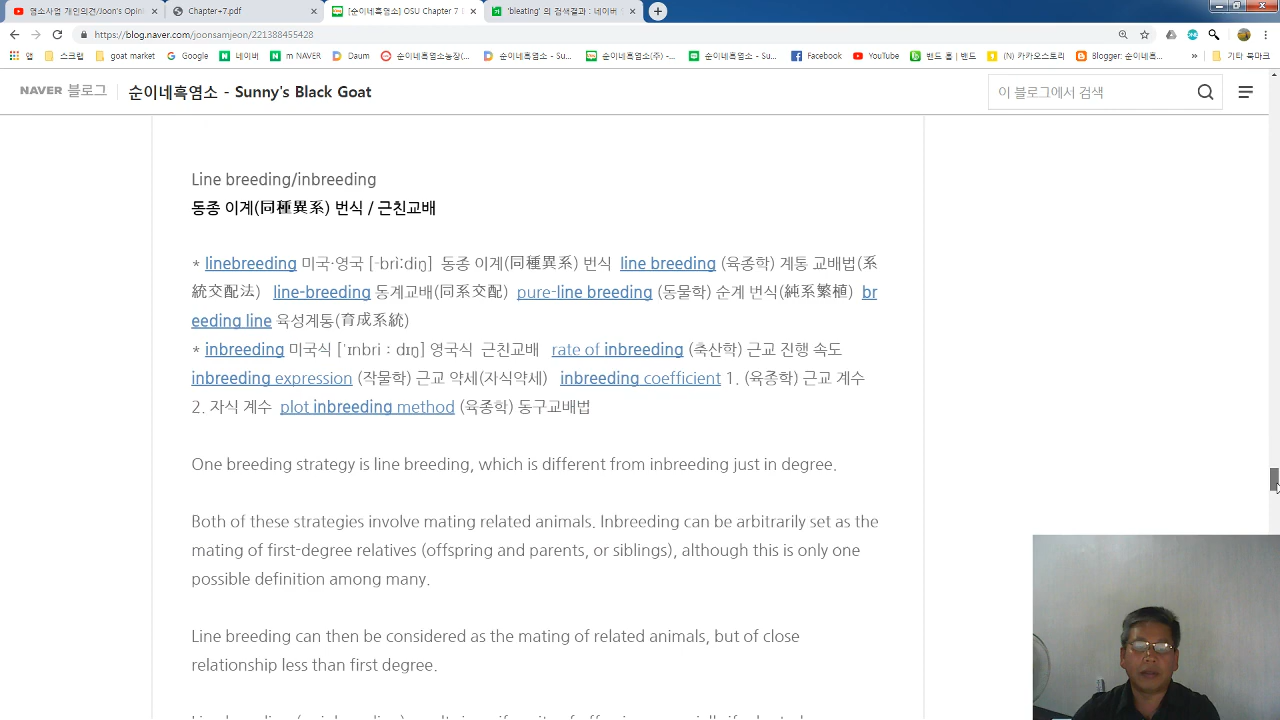 염소사양 개인의견/Joon's Opini
Chapter+7.pdf
[순이네흑염소] OSU Chapter 7
'bleating' 의 검색결과 : 네이버
https://blog.naver.com/joonsamjeon/221388455428
앱 스크랩 goat market Google 네이버 m NAVER Daum 순이네흑염소농장(... 순이네흑염소 - Su... 순이네흑염소(주) -... 순이네흑염소 - Su... Facebook YouTube 밴드 홈 | 밴드 (N) 카카오스토리 Blogger: 순이네흑... » 기타 북마크
NAVER 블로그 순이네흑염소 - Sunny's Black Goat 이 블로그에서 검색
Line breeding/inbreeding
동종 이계(同種異系) 번식 / 근친교배
* linebreeding 미국·영국 [-brìːdiŋ] 동종 이계(同種異系) 번식 line breeding (육종학) 계통 교배법(系
統交配法) line-breeding 동계교배(同系交配) pure-line breeding (동물학) 순계 번식(純系繁植) br
eeding line 육성계통(育成系統)
* inbreeding 미국식 [ˈɪnbriːdɪŋ] 영국식 근친교배 rate of inbreeding (축산학) 근교 진행 속도
inbreeding expression (작물학) 근교 약세(자식약세) inbreeding coefficient 1. (육종학) 근교 계수
2. 자식 계수 plot inbreeding method (육종학) 동구교배법
One breeding strategy is line breeding, which is different from inbreeding just in degree.
Both of these strategies involve mating related animals. Inbreeding can be arbitrarily set as the
mating of first-degree relatives (offspring and parents, or siblings), although this is only one
possible definition among many.
Line breeding can then be considered as the mating of related animals, but of close
relationship less than first degree.